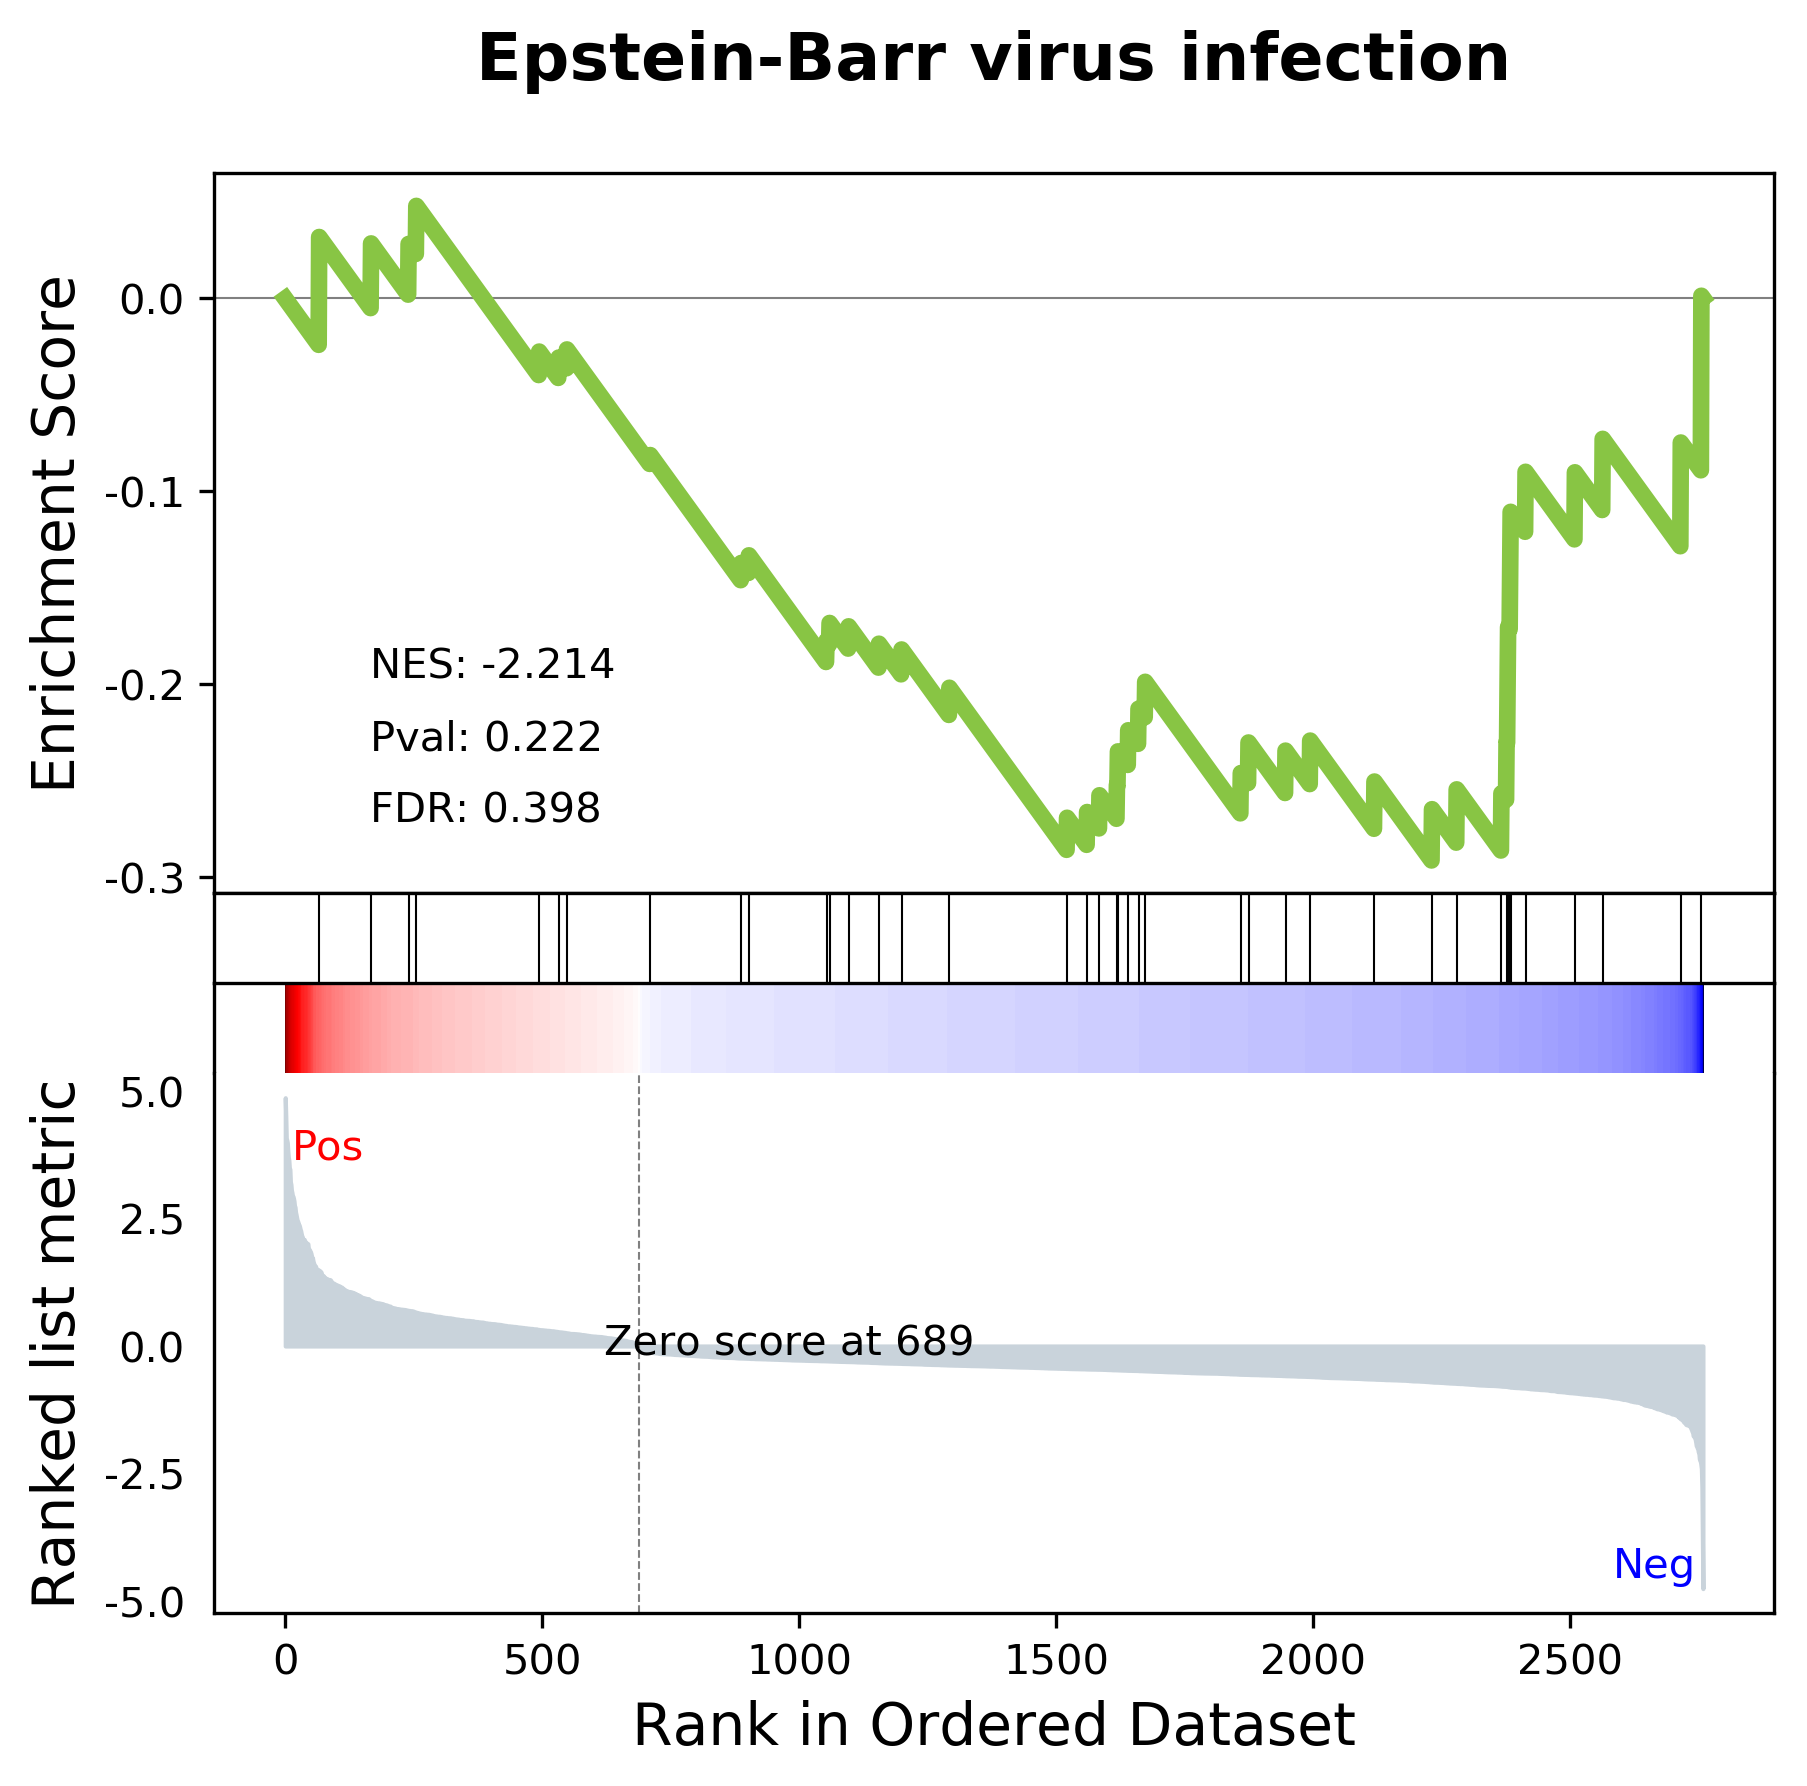 Epstein-Barr virus infection
Enrichment Score
0.0
-0.1
-0.2
-0.3
NES: -2.214
Pval: 0.222
FDR: 0.398
Ranked list metric
5.0
2.5
0.0
-2.5
-5.0
Pos
Zero score at 689
Neg
0 500 1000 1500 2000 2500
Rank in Ordered Dataset